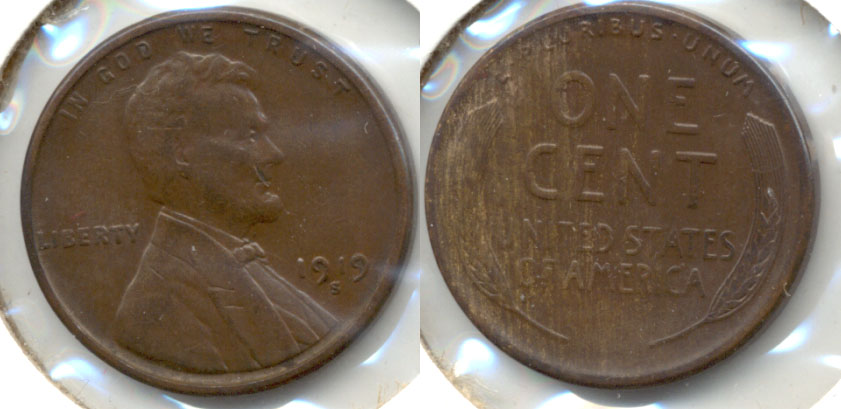 IN GOD WE TRUST
LIBERTY
1919
S
PLURIBUS · UNUM
ONE
CENT
UNITED STATES
OF AMERICA